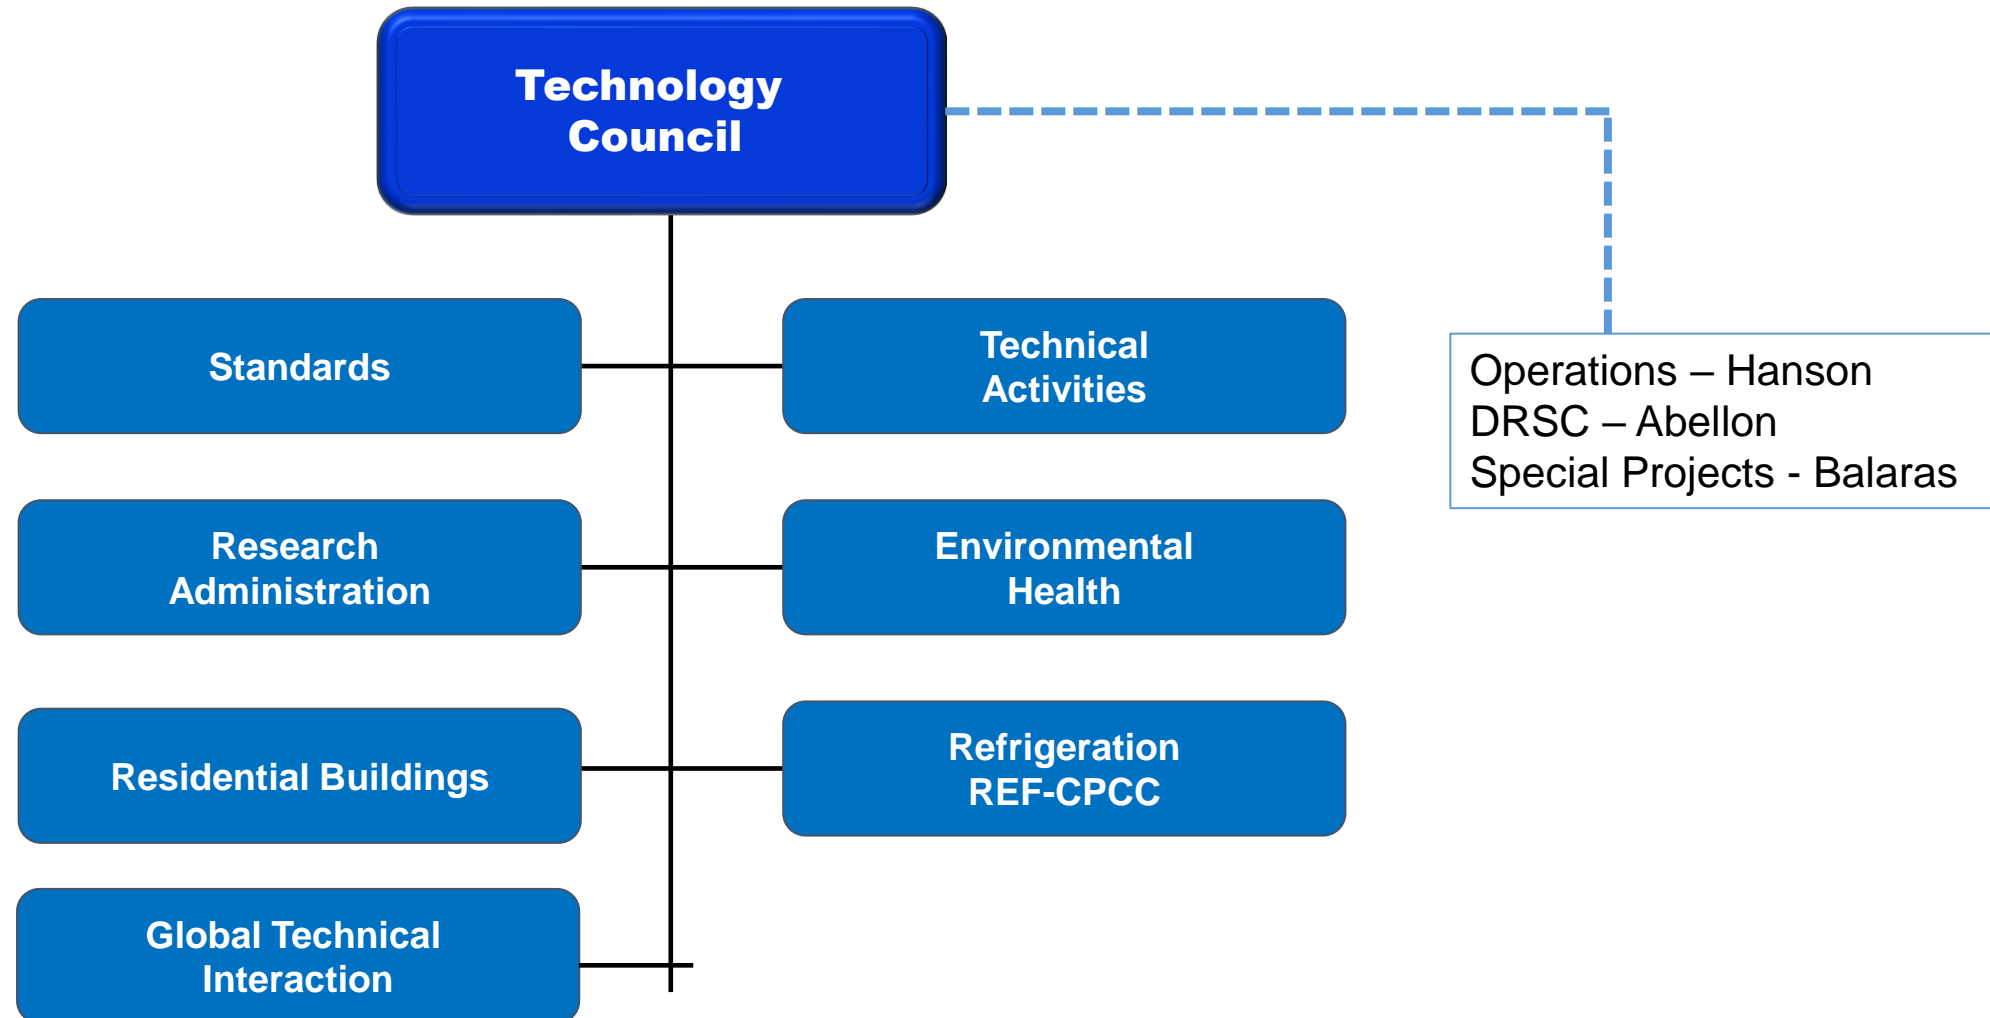 Technology
Council
Standards
Technical
Activities
Operations – Hanson
DRSC – Abellon
Special Projects - Balaras
Research
Administration
Environmental
Health
Residential Buildings
Refrigeration
REF-CPCC
Global Technical
Interaction